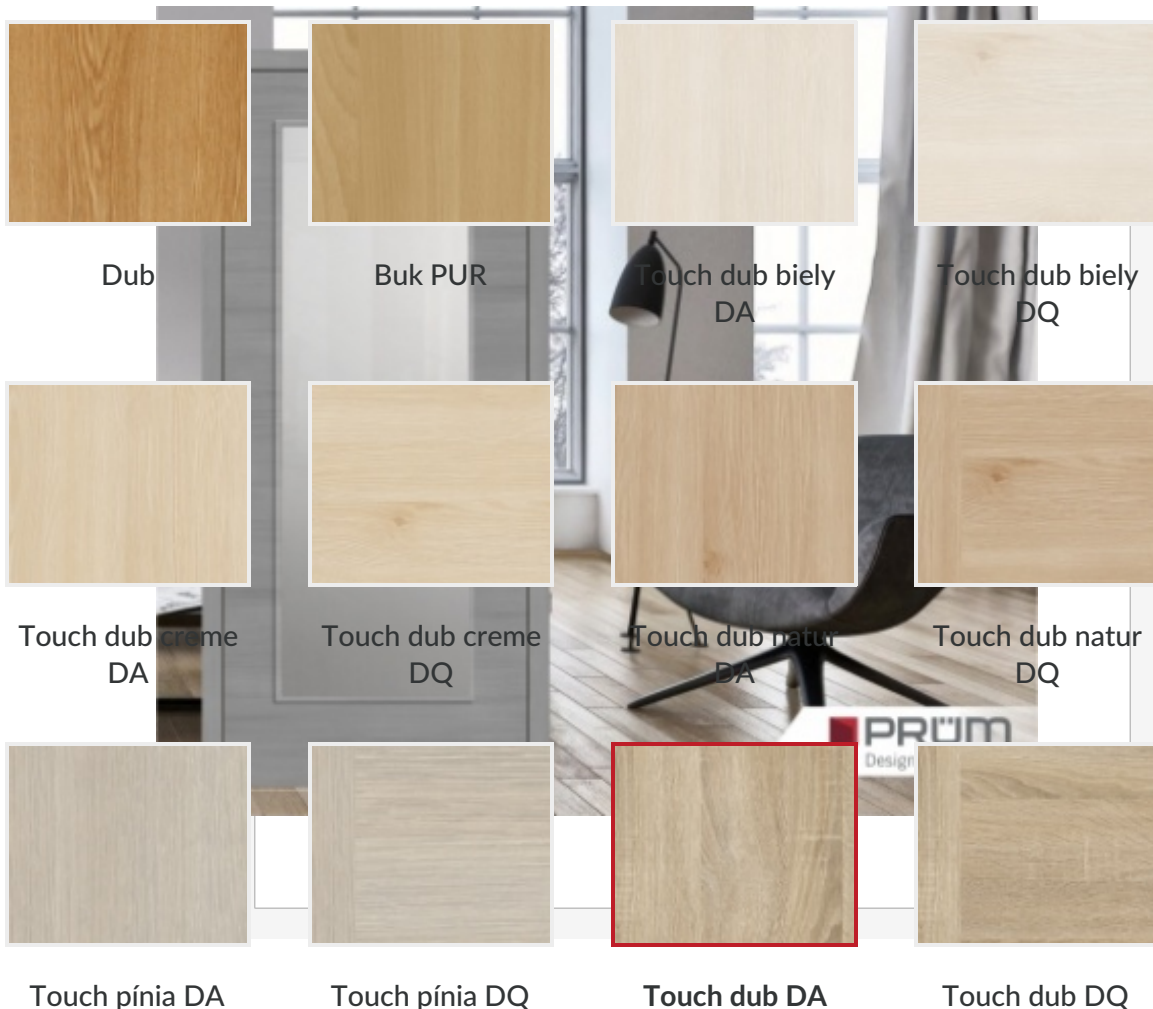 Dub
Buk PUR
Touch dub biely
DA
Touch dub biely
DQ
Touch dub creme
DA
Touch dub creme
DQ
Touch dub natur
DA
Touch dub natur
DQ
PRÜM
Design
Touch pínia DA
Touch pínia DQ
Touch dub DA
Touch dub DQ